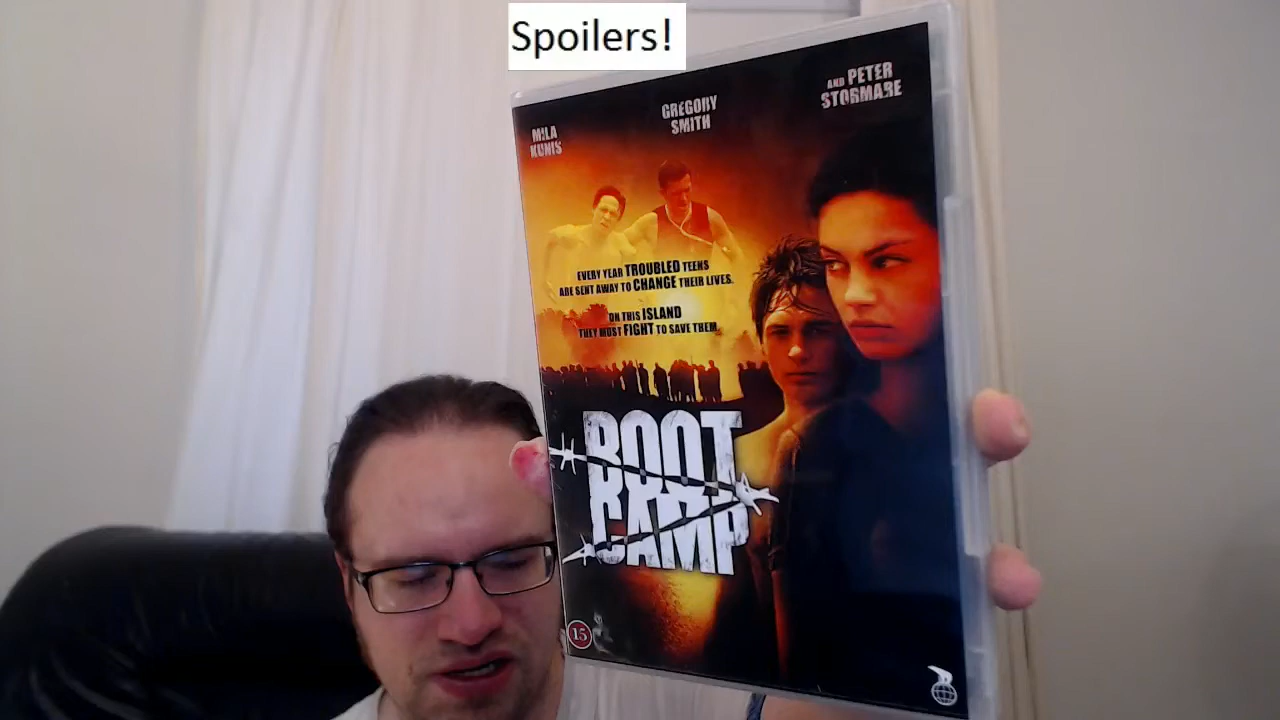 Spoilers!
MILA
KUNIS
GREGORY
SMITH
AND PETER
STORMARE
EVERY YEAR TROUBLED TEENS
ARE SENT AWAY TO CHANGE THEIR LIVES.
ON THIS ISLAND
THEY MUST FIGHT TO SAVE THEM.
BOOT
CAMP
15